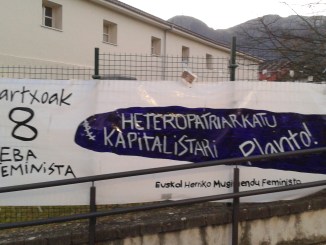 artxoak
8
EBA
FEMINISTA
HETEROPATRIARKATU
KAPITALISTARI
Planto!
Euskal Herriko Mugimendu Feminista